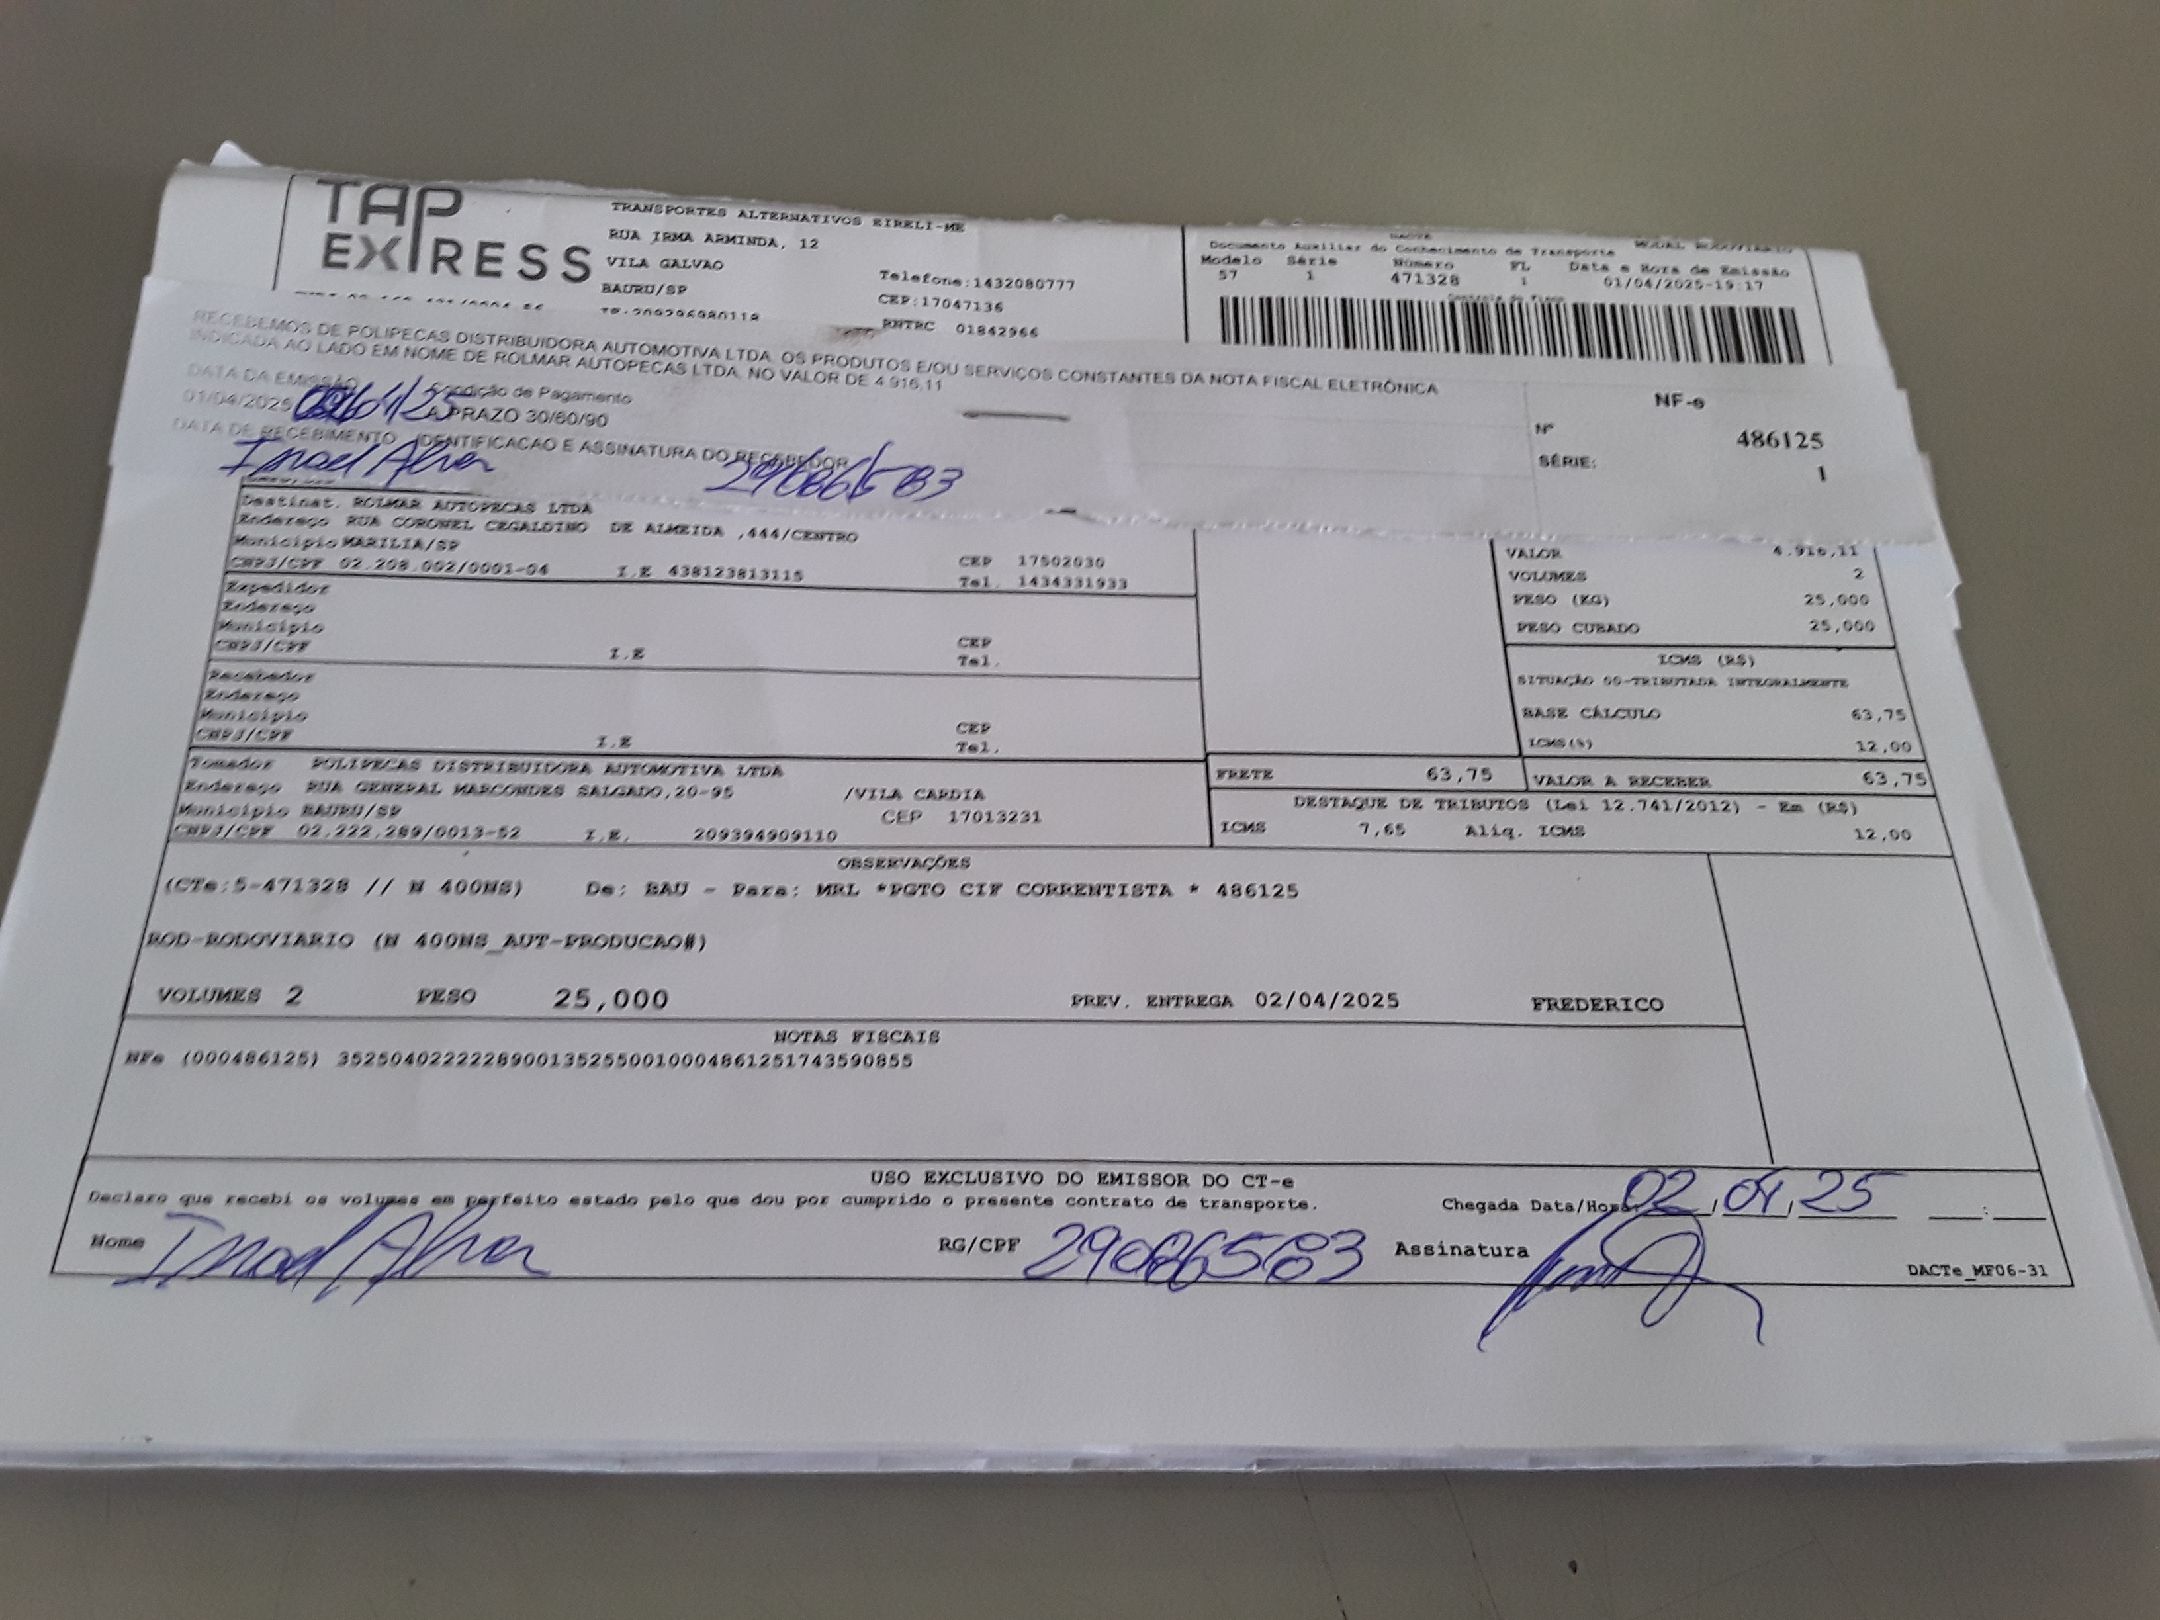 TAP EXPRESS
TRANSPORTES ALTERNATIVOS EIRELI-ME
RUA IRMA ARMINDA, 12
VILA GALVAO
BAURU/SP
Telefone:1432080777
CEP:17047136
RNTRC 01842966
DACTE
MODAL RODOVIARIO
Documento Auxiliar do Conhecimento de Transporte
Modelo Série Número FL Data e Hora de Emissão
57 1 471328 1 01/04/2025-19:17
Controle do Fisco
RECEBEMOS DE POLIPECAS DISTRIBUIDORA AUTOMOTIVA LTDA. OS PRODUTOS E/OU SERVIÇOS CONSTANTES DA NOTA FISCAL ELETRÔNICA
INDICADA AO LADO EM NOME DE ROLMAR AUTOPECAS LTDA. NO VALOR DE 4.916,11
DATA DA EMISSÃO Condição de Pagamento
01/04/2025 A PRAZO 30/60/90
DATA DE RECEBIMENTO IDENTIFICACAO E ASSINATURA DO RECEBEDOR
29086583
NF-e
Nº 486125
SÉRIE: 1
Destinat. ROLMAR AUTOPECAS LTDA
Endereço RUA CORONEL CEGALDINO DE ALMEIDA ,444/CENTRO
Município MARILIA/SP CEP 17502030
CNPJ/CPF 02.208.002/0001-04 I.E 438123813115 Tel. 1434331933
Expedidor
Endereço
Município CEP
CNPJ/CPF I.E Tel.
Recebedor
Endereço
Município CEP
CNPJ/CPF I.E Tel.
Tomador POLIPECAS DISTRIBUIDORA AUTOMOTIVA LTDA
Endereço RUA GENERAL MARCONDES SALGADO,20-95 /VILA CARDIA
Município BAURU/SP CEP 17013231
CNPJ/CPF 02.222.289/0013-52 I.E. 209394909110
VALOR 4.916,11
VOLUMES 2
PESO (KG) 25,000
PESO CUBADO 25,000
ICMS (R$)
SITUAÇÃO 00-TRIBUTADA INTEGRALMENTE
BASE CÁLCULO 63,75
ICMS(%) 12,00
FRETE 63,75 VALOR A RECEBER 63,75
DESTAQUE DE TRIBUTOS (Lei 12.741/2012) - Em (R$)
ICMS 7,65 Aliq. ICMS 12,00
OBSERVAÇÕES
(CTe:5-471328 // N 400NS) De: BAU - Para: MRL *PGTO CIF CORRENTISTA * 486125
ROD-RODOVIARIO (N 400NS_AUT-PRODUCAO#)
VOLUMES 2 PESO 25,000 PREV. ENTREGA 02/04/2025 FREDERICO
NOTAS FISCAIS
NFe (000486125) 35250402222289001352550010004861251743590855
USO EXCLUSIVO DO EMISSOR DO CT-e
Declaro que recebi os volumes em perfeito estado pelo que dou por cumprido o presente contrato de transporte.
Chegada Data/Hora: 02/04/25
Nome RG/CPF 29086583 Assinatura
DACTe_MF06-31